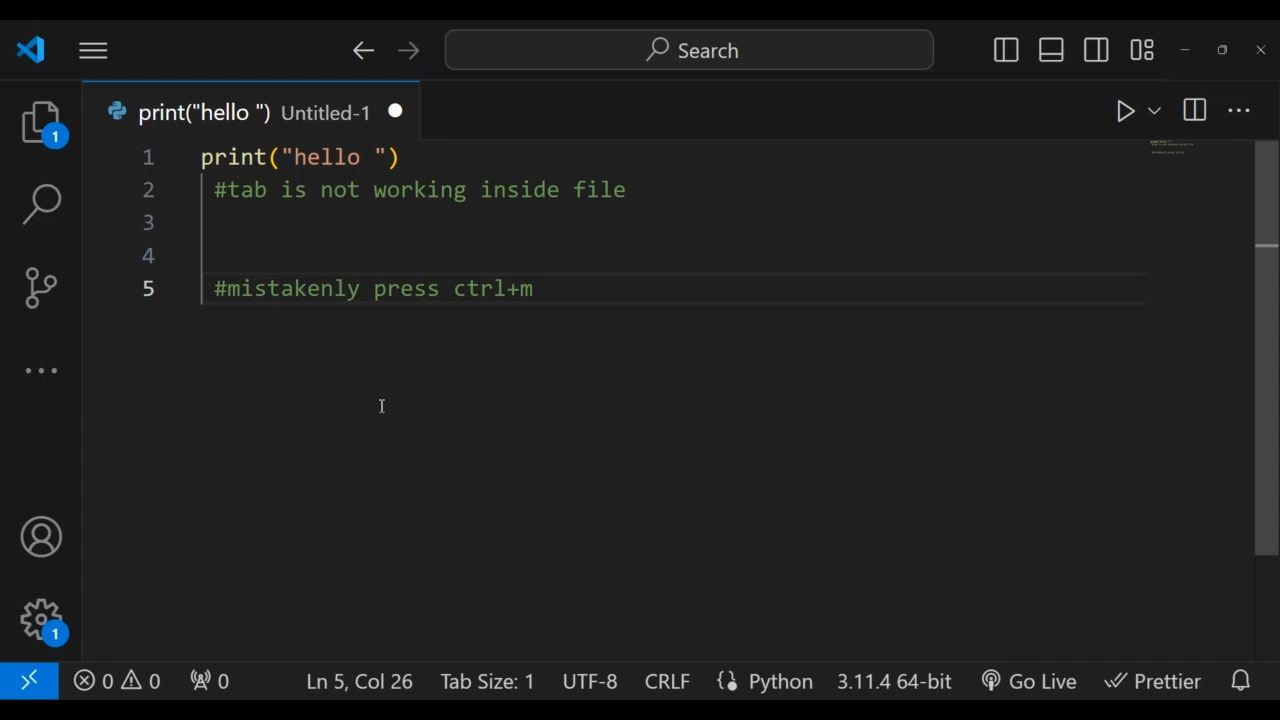 Search
print("hello ") Untitled-1
1 print("hello ")
2 #tab is not working inside file
3
4
5 #mistakenly press ctrl+m
1
1
0 0 0 Ln 5, Col 26 Tab Size: 1 UTF-8 CRLF Python 3.11.4 64-bit Go Live Prettier